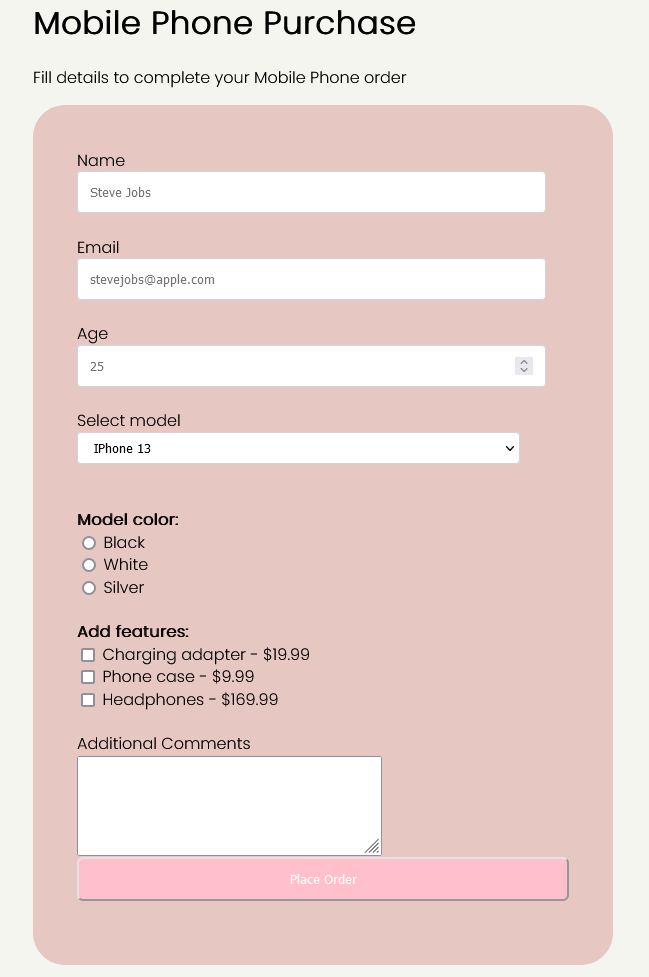 Mobile Phone Purchase
Fill details to complete your Mobile Phone order
Name
Steve Jobs
Email
stevejobs@apple.com
Age
25
Select model
IPhone 13
Model color:
Black
White
Silver
Add features:
Charging adapter - $19.99
Phone case - $9.99
Headphones - $169.99
Additional Comments
Place Order